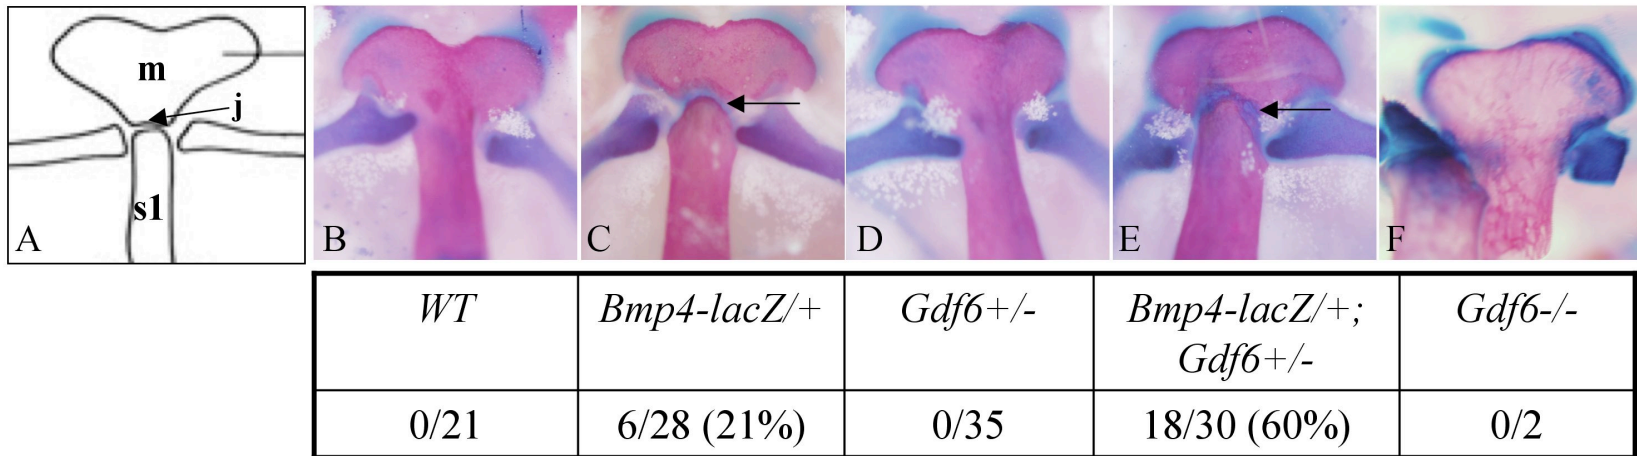 m
j
s1
A
B
C
D
E
F
WT
Bmp4-lacZ/+
Gdf6+/-
Bmp4-lacZ/+;
Gdf6+/-
Gdf6-/-
0/21
6/28 (21%)
0/35
18/30 (60%)
0/2